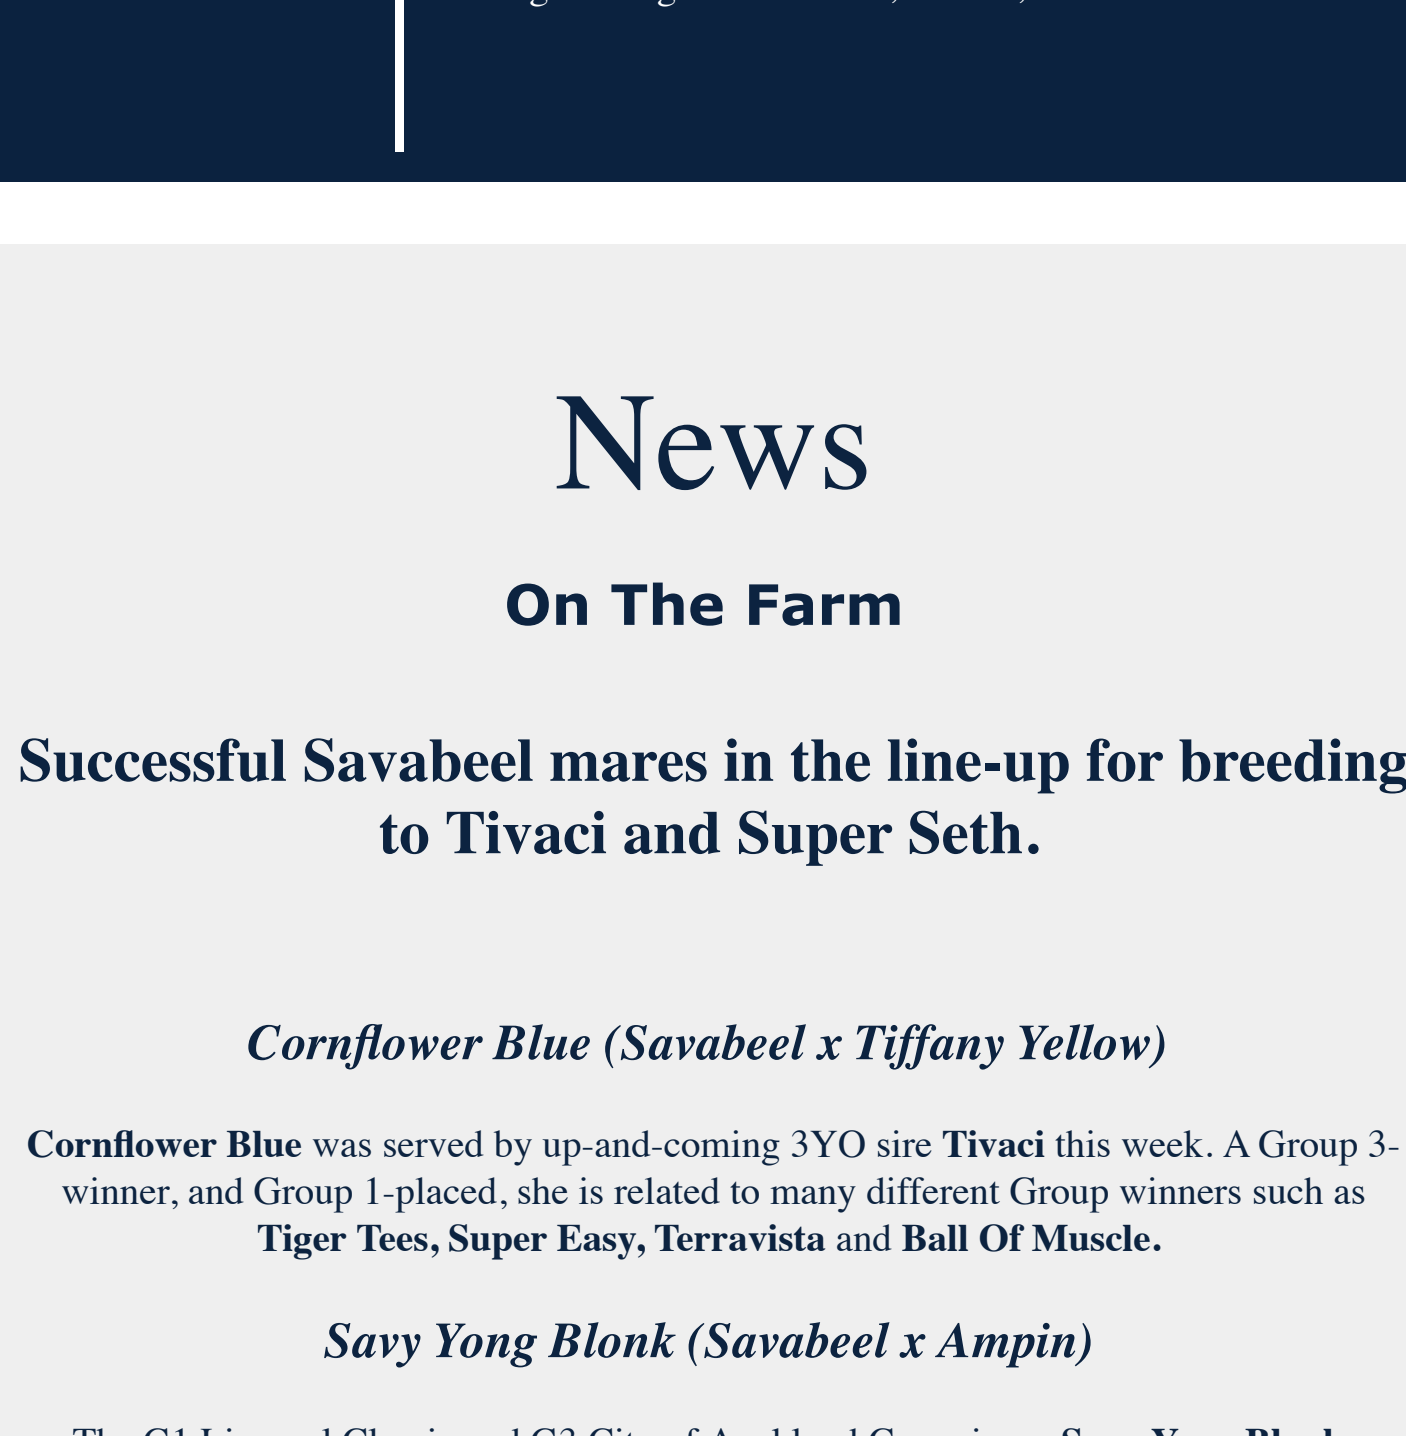 News
On The Farm
Successful Savabeel mares in the line-up for breeding
to Tivaci and Super Seth.
Cornflower Blue (Savabeel x Tiffany Yellow)
Cornflower Blue was served by up-and-coming 3YO sire Tivaci this week. A Group 3-
winner, and Group 1-placed, she is related to many different Group winners such as
Tiger Tees, Super Easy, Terravista and Ball Of Muscle.
Savy Yong Blonk (Savabeel x Ampin)